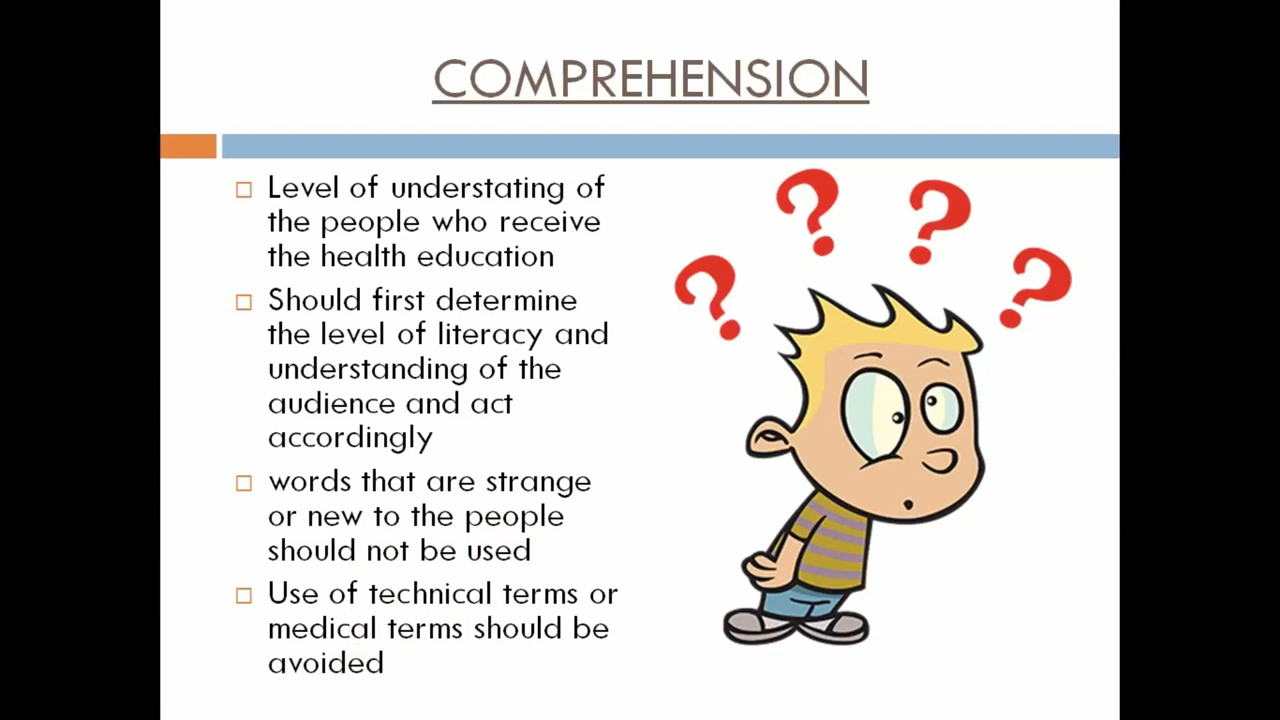 COMPREHENSION
Level of understating of
the people who receive
the health education
Should first determine
the level of literacy and
understanding of the
audience and act
accordingly
words that are strange
or new to the people
should not be used
Use of technical terms or
medical terms should be
avoided
? ? ? ?